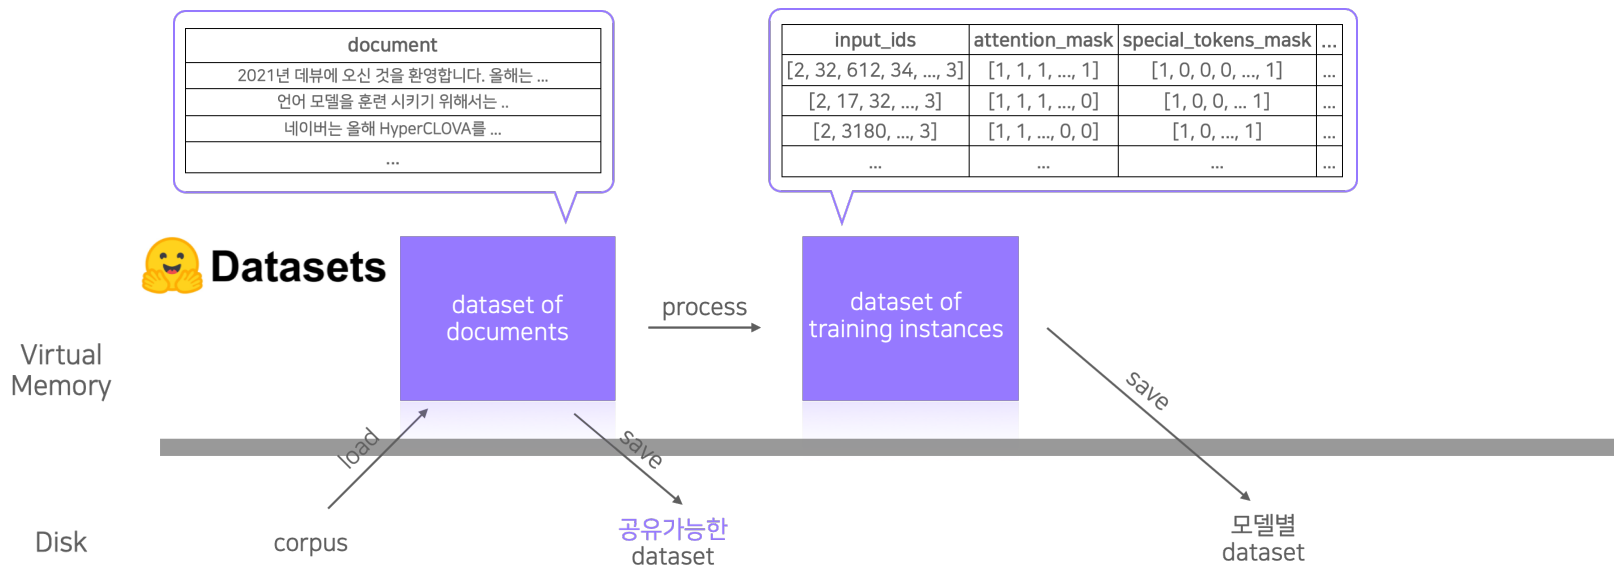 document
2021년 데뷰에 오신 것을 환영합니다. 올해는 ...
언어 모델을 훈련 시키기 위해서는 ..
네이버는 올해 HyperCLOVA를 ...
...
input_ids attention_mask special_tokens_mask ...
[2, 32, 612, 34, ..., 3] [1, 1, 1, ..., 1] [1, 0, 0, 0, ..., 1] ...
[2, 17, 32, ..., 3] [1, 1, 1, ..., 0] [1, 0, 0, ... 1] ...
[2, 3180, ..., 3] [1, 1, ..., 0, 0] [1, 0, ..., 1] ...
... ... ... ...
Datasets
dataset of
documents
process
dataset of
training instances
Virtual
Memory
load
save
save
Disk
corpus
공유가능한
dataset
모델별
dataset